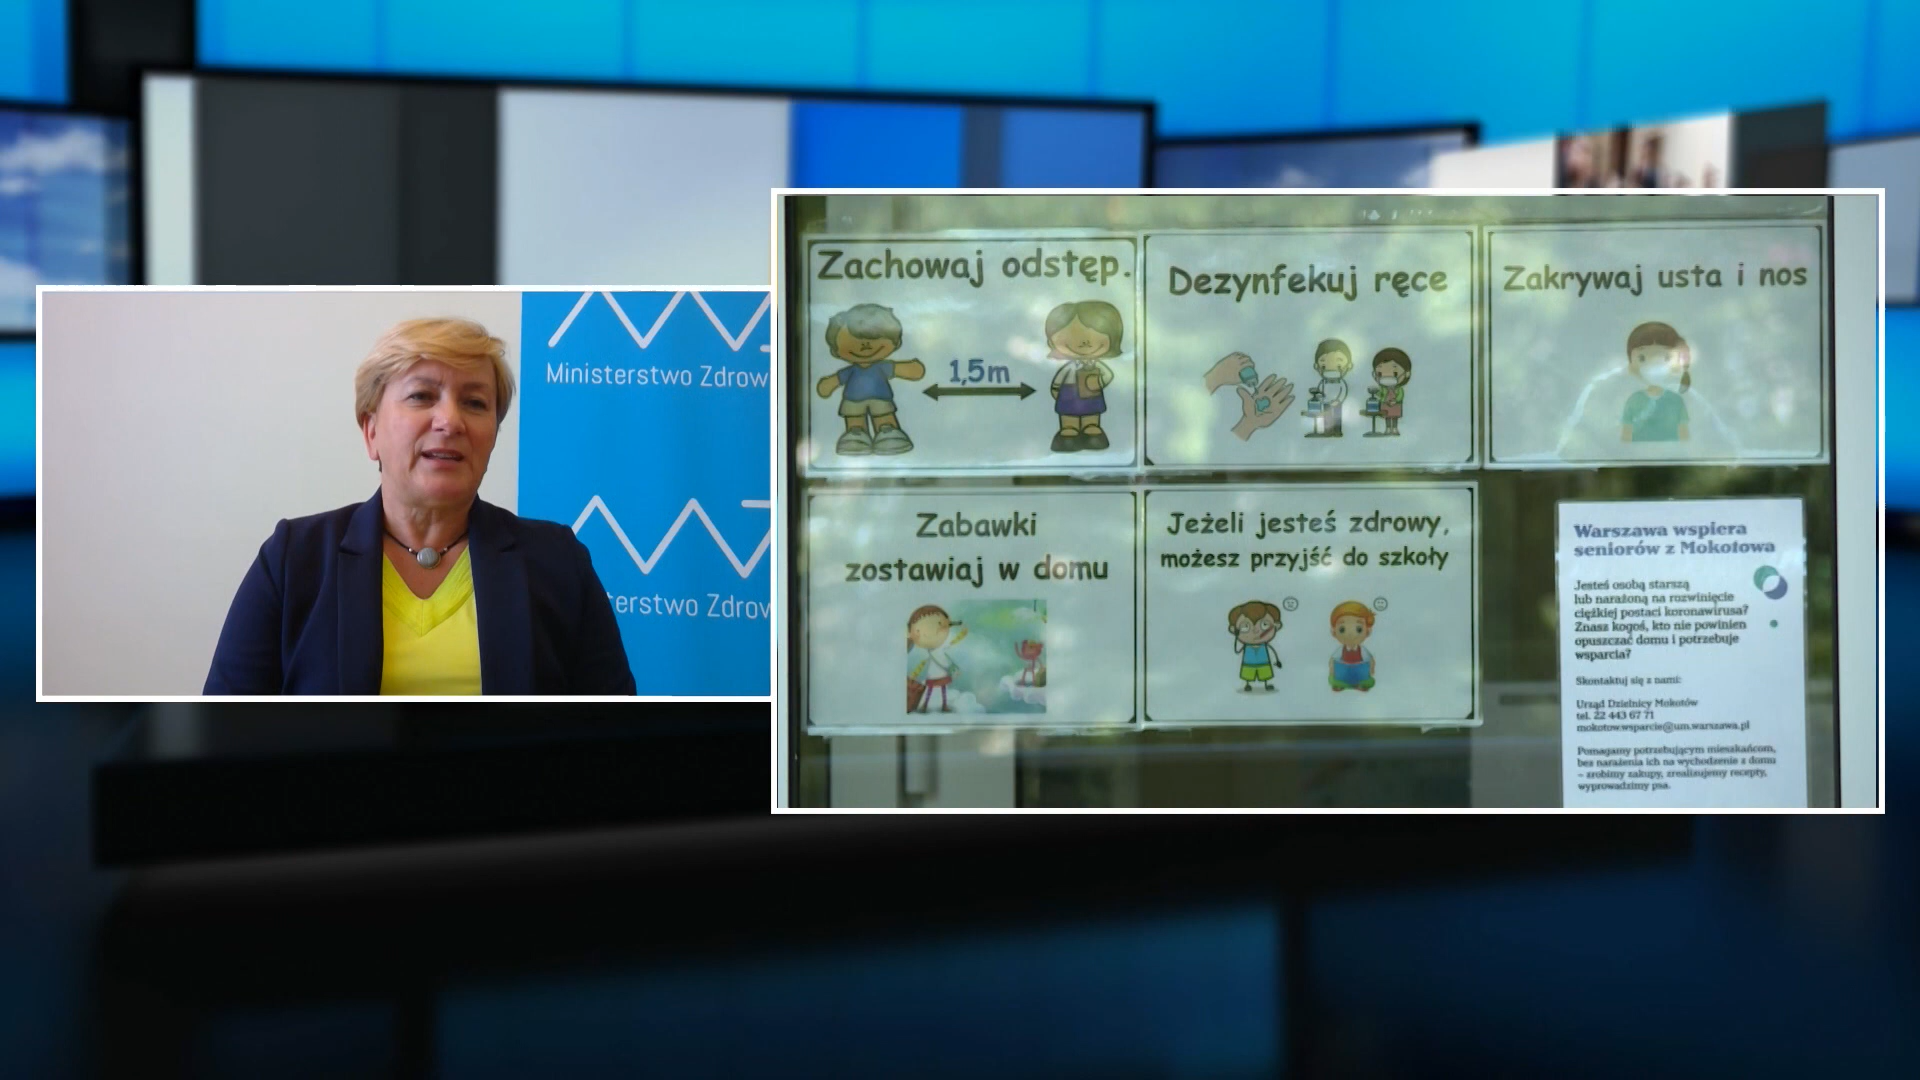 Ministerstwo Zdrow
terstwo Zdrow
Zachowaj odstęp.
1,5m
Dezynfekuj ręce
Zakrywaj usta i nos
Zabawki
zostawiaj w domu
Jeżeli jesteś zdrowy,
możesz przyjść do szkoły
Warszawa wspiera
seniorów z Mokotowa
Jesteś osobą starszą
lub narażoną na rozwinięcie
ciężkiej postaci koronawirusa?
Znasz kogoś, kto nie powinien
opuszczać domu i potrzebuje
wsparcia?
Skontaktuj się z nami:
Urząd Dzielnicy Mokotów
tel. 22 443 67 71
mokotow.wsparcie@um.warszawa.pl
Pomagamy potrzebującym mieszkańcom,
bez narażenia ich na wychodzenie z domu
– zrobimy zakupy, zrealizujemy recepty,
wyprowadzimy psa.